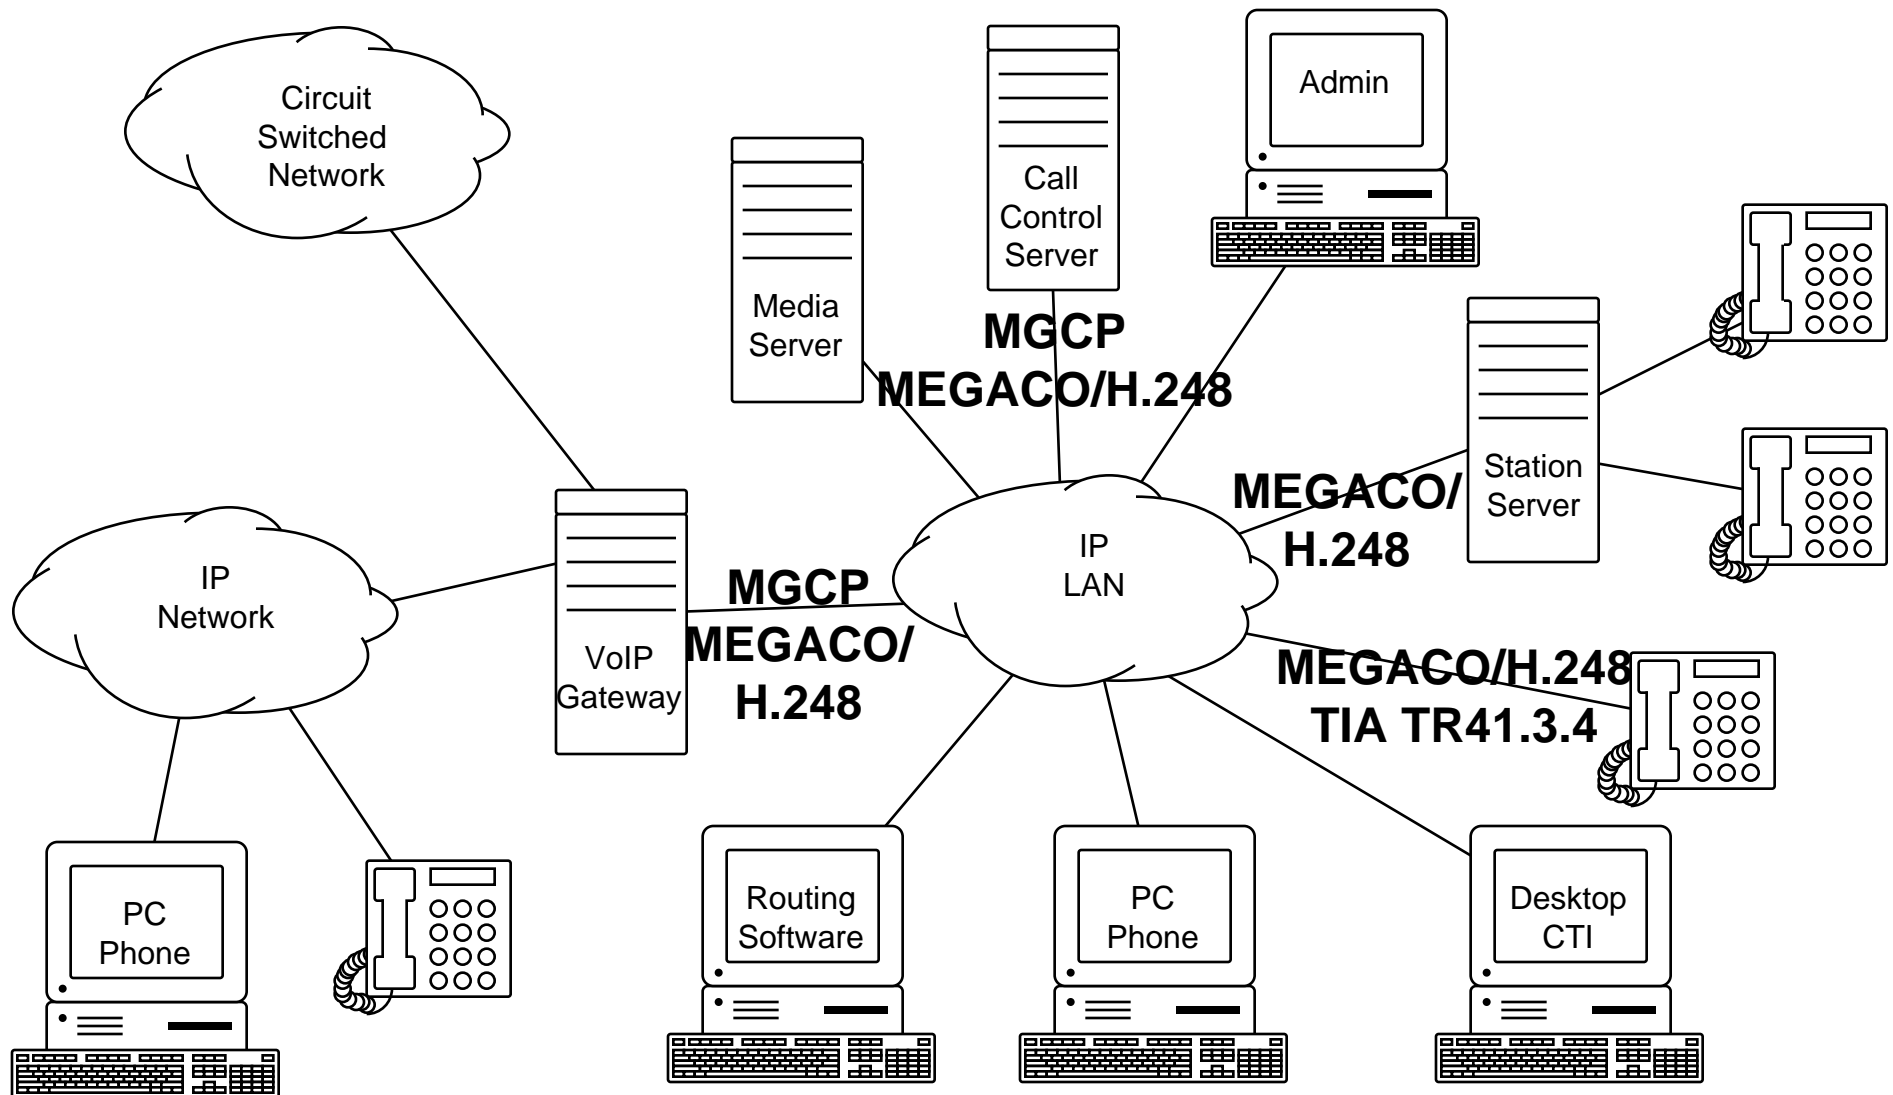 Circuit
Switched
Network
Admin
Call
Control
Server
Media
Server
MGCP
MEGACO/H.248
Station
Server
MEGACO/
H.248
IP
LAN
IP
Network
VoIP
Gateway
MGCP
MEGACO/
H.248
MEGACO/H.248
TIA TR41.3.4
PC
Phone
Routing
Software
PC
Phone
Desktop
CTI